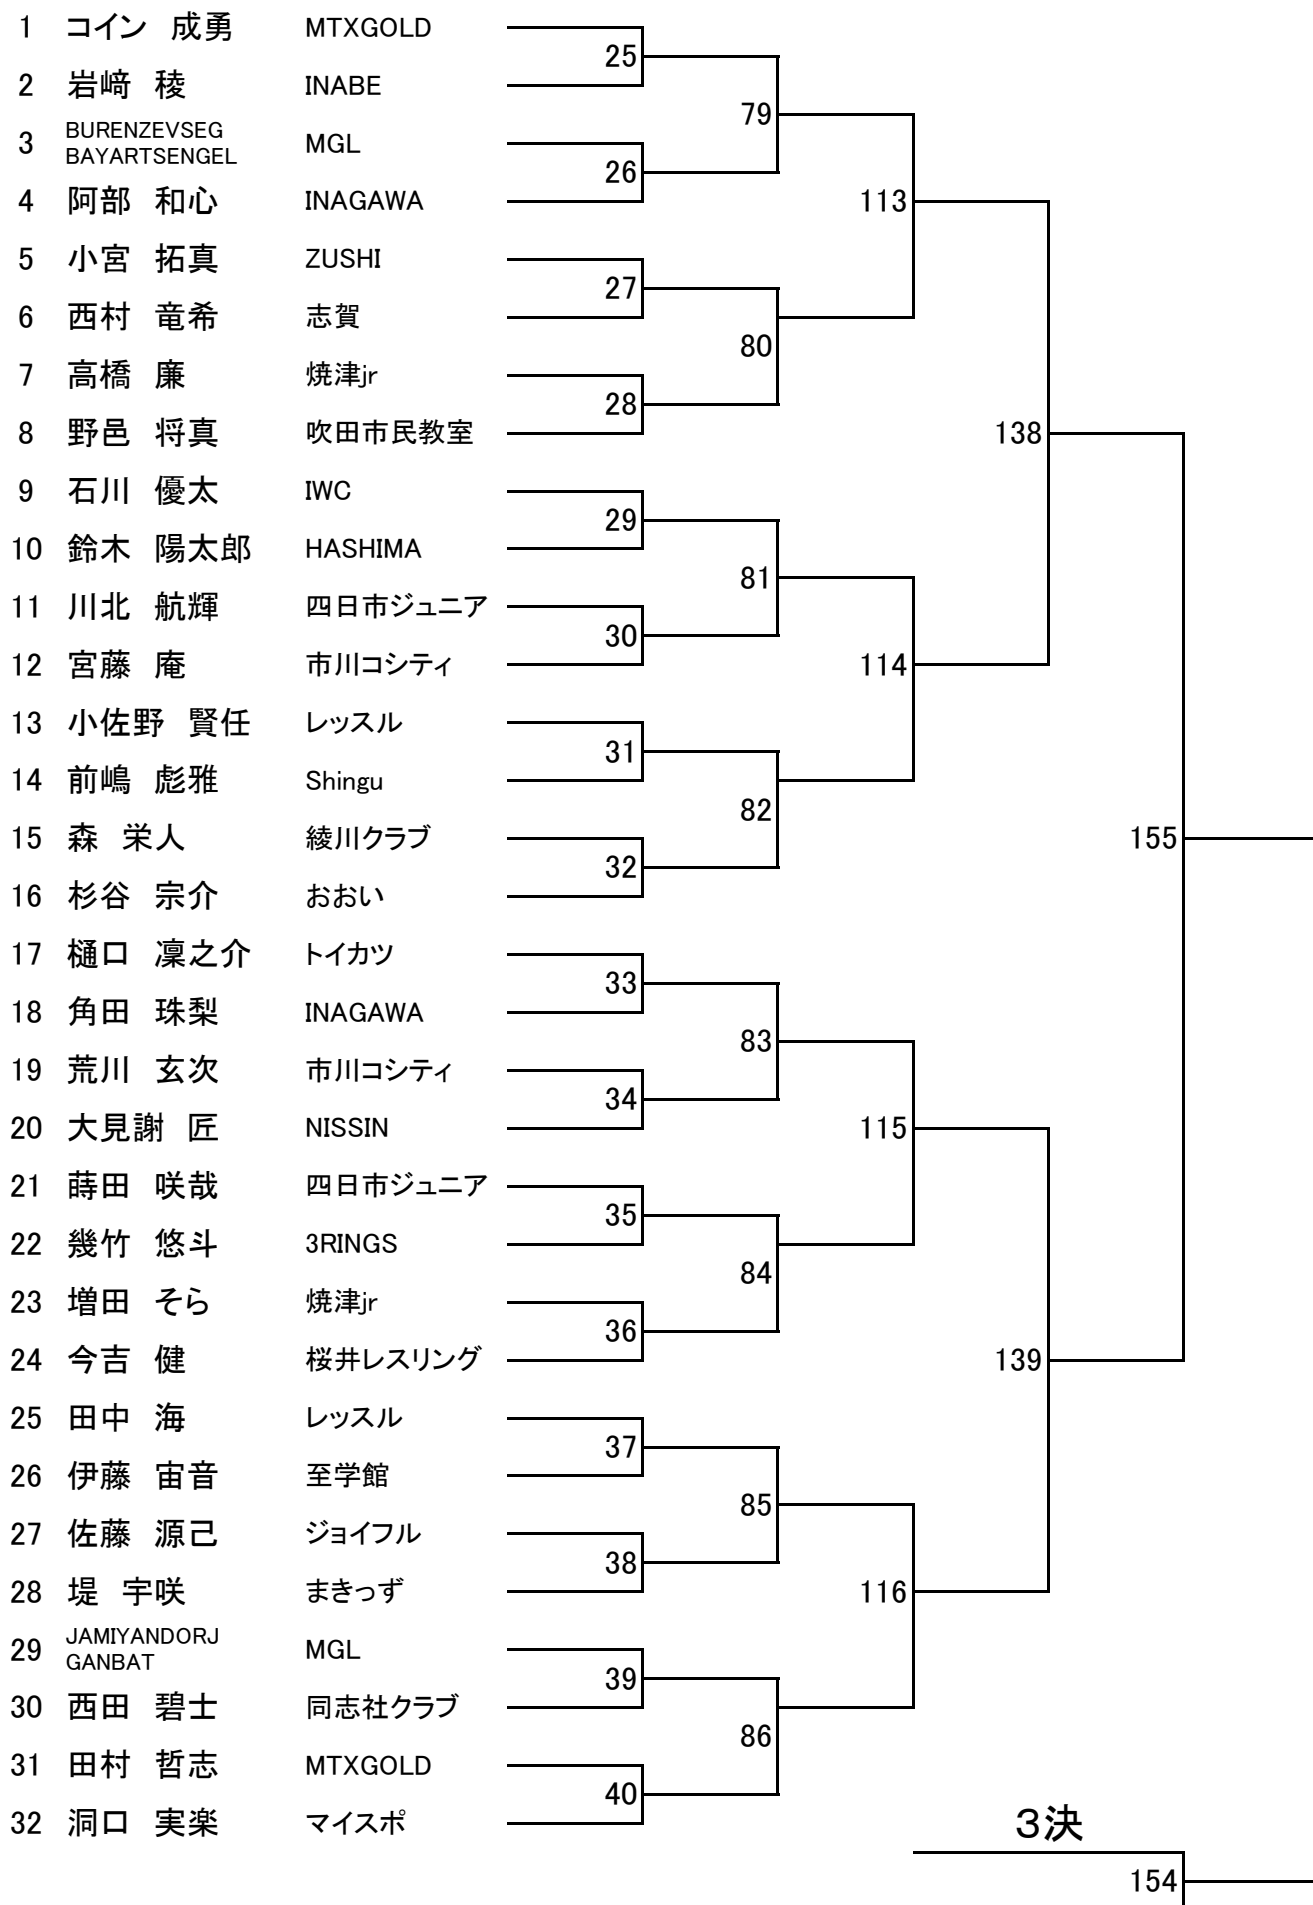 1 コイン 成勇 MTXGOLD
25
2 岩﨑 稜 INABE
79
3 BURENZEVSEG BAYARTSENGEL MGL
26
4 阿部 和心 INAGAWA
113
5 小宮 拓真 ZUSHI
27
6 西村 竜希 志賀
80
7 高橋 廉 焼津jr
28
8 野邑 将真 吹田市民教室
138
9 石川 優太 IWC
29
10 鈴木 陽太郎 HASHIMA
81
11 川北 航輝 四日市ジュニア
30
12 宮藤 庵 市川コシティ
114
13 小佐野 賢任 レッスル
31
14 前嶋 彪雅 Shingu
82
15 森 栄人 綾川クラブ
155
32
16 杉谷 宗介 おおい
17 樋口 凜之介 トイカツ
33
18 角田 珠梨 INAGAWA
83
19 荒川 玄次 市川コシティ
34
20 大見謝 匠 NISSIN
115
21 蒔田 咲哉 四日市ジュニア
35
22 幾竹 悠斗 3RINGS
84
23 増田 そら 焼津jr
36
24 今吉 健 桜井レスリング
139
25 田中 海 レッスル
37
26 伊藤 宙音 至学館
85
27 佐藤 源己 ジョイフル
38
28 堤 宇咲 まきっず
116
29 JAMIYANDORJ GANBAT MGL
39
30 西田 碧士 同志社クラブ
86
31 田村 哲志 MTXGOLD
40
32 洞口 実楽 マイスポ
３決
154